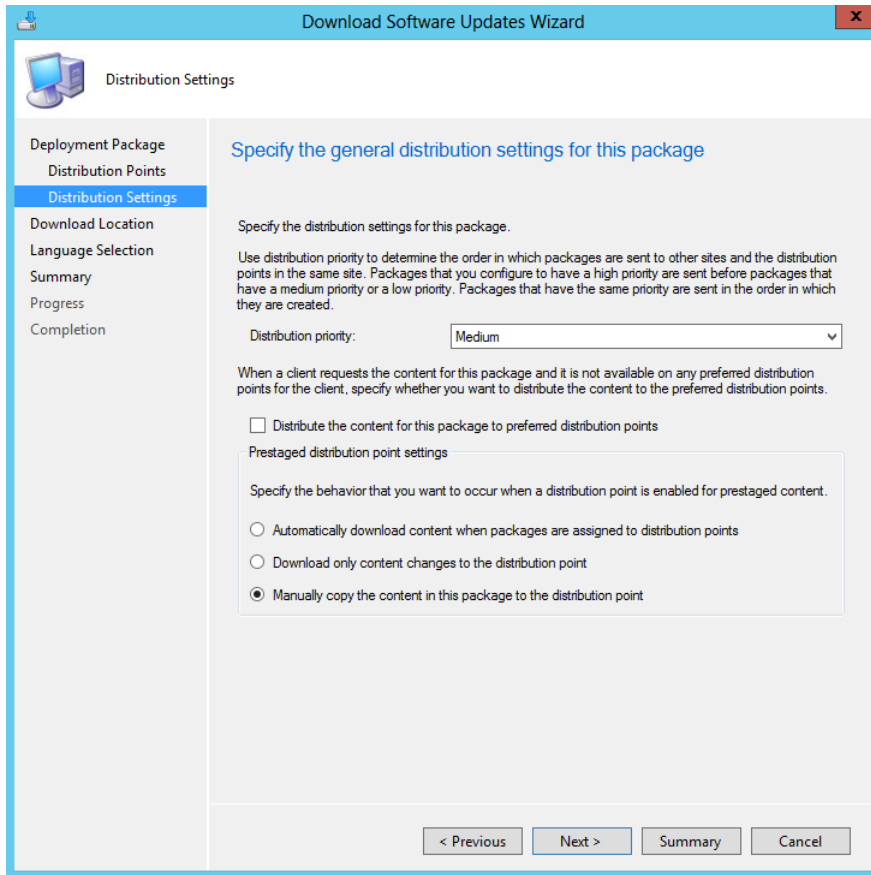 Download Software Updates Wizard
x
Distribution Settings
Deployment Package
Distribution Points
Distribution Settings
Download Location
Language Selection
Summary
Progress
Completion
Specify the general distribution settings for this package
Specify the distribution settings for this package.
Use distribution priority to determine the order in which packages are sent to other sites and the distribution
points in the same site. Packages that you configure to have a high priority are sent before packages that
have a medium priority or a low priority. Packages that have the same priority are sent in the order in which
they are created.
Distribution priority: Medium
When a client requests the content for this package and it is not available on any preferred distribution
points for the client, specify whether you want to distribute the content to the preferred distribution points.
Distribute the content for this package to preferred distribution points
Prestaged distribution point settings
Specify the behavior that you want to occur when a distribution point is enabled for prestaged content.
Automatically download content when packages are assigned to distribution points
Download only content changes to the distribution point
Manually copy the content in this package to the distribution point
< Previous Next > Summary Cancel